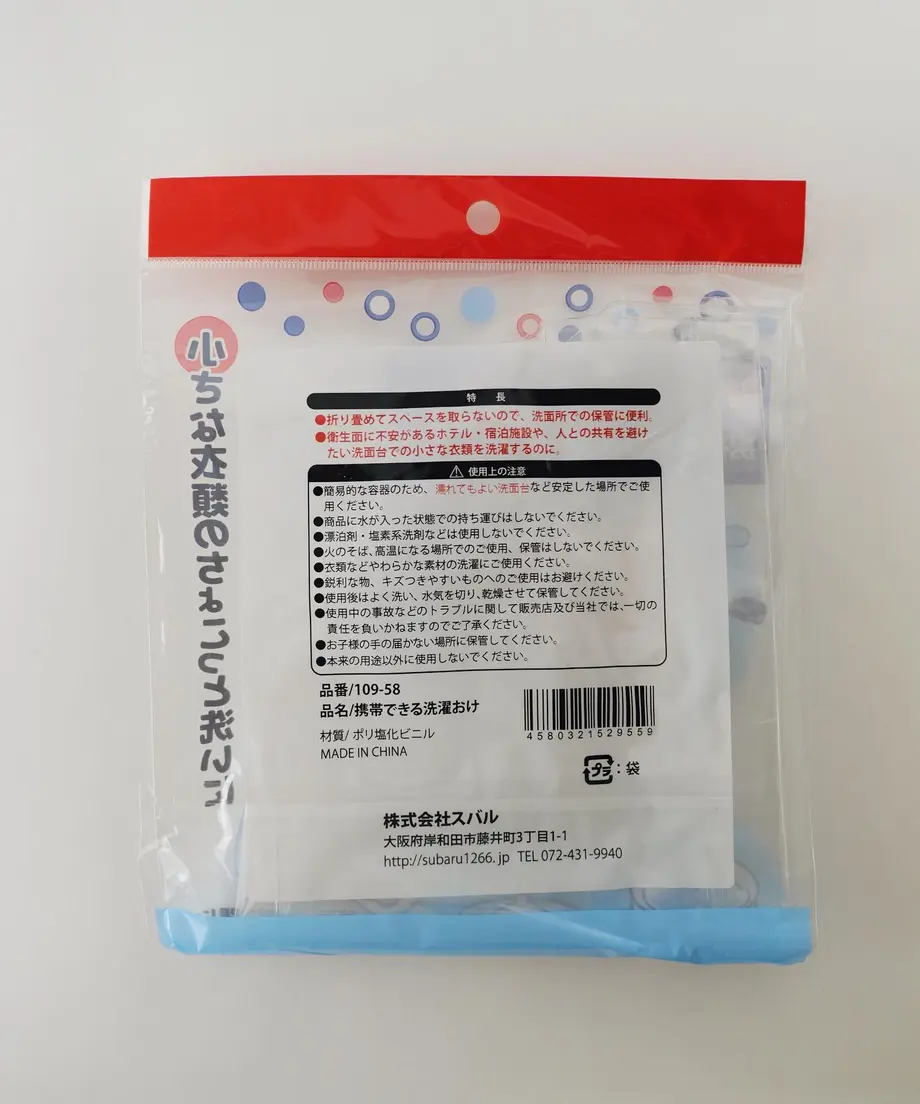 小さな衣類のちょこっと洗いに
特 長
●折り畳めてスペースを取らないので、洗面所での保管に便利。
●衛生面に不安があるホテル・宿泊施設や、人との共有を避け
たい洗面台での小さな衣類を洗濯するのに。
⚠ 使用上の注意
●簡易的な容器のため、濡れてもよい洗面台など安定した場所でご使
用ください。
●商品に水が入った状態での持ち運びはしないでください。
●漂泊剤・塩素系洗剤などは使用しないでください。
●火のそば、高温になる場所でのご使用、保管はしないでください。
●衣類などやわらかな素材の洗濯にご使用ください。
●鋭利な物、キズつきやすいものへのご使用はお避けください。
●使用後はよく洗い、水気を切り、乾燥させて保管してください。
●使用中の事故などのトラブルに関して販売店及び当社では、一切の
責任を負いかねますのでご了承ください。
●お子様の手の届かない場所に保管してください。
●本来の用途以外に使用しないでください。
品番/109-58
品名/携帯できる洗濯おけ
材質/ ポリ塩化ビニル
MADE IN CHINA
4580321529559
プラ:袋
株式会社スバル
大阪府岸和田市藤井町3丁目1-1
http://subaru1266.jp TEL 072-431-9940